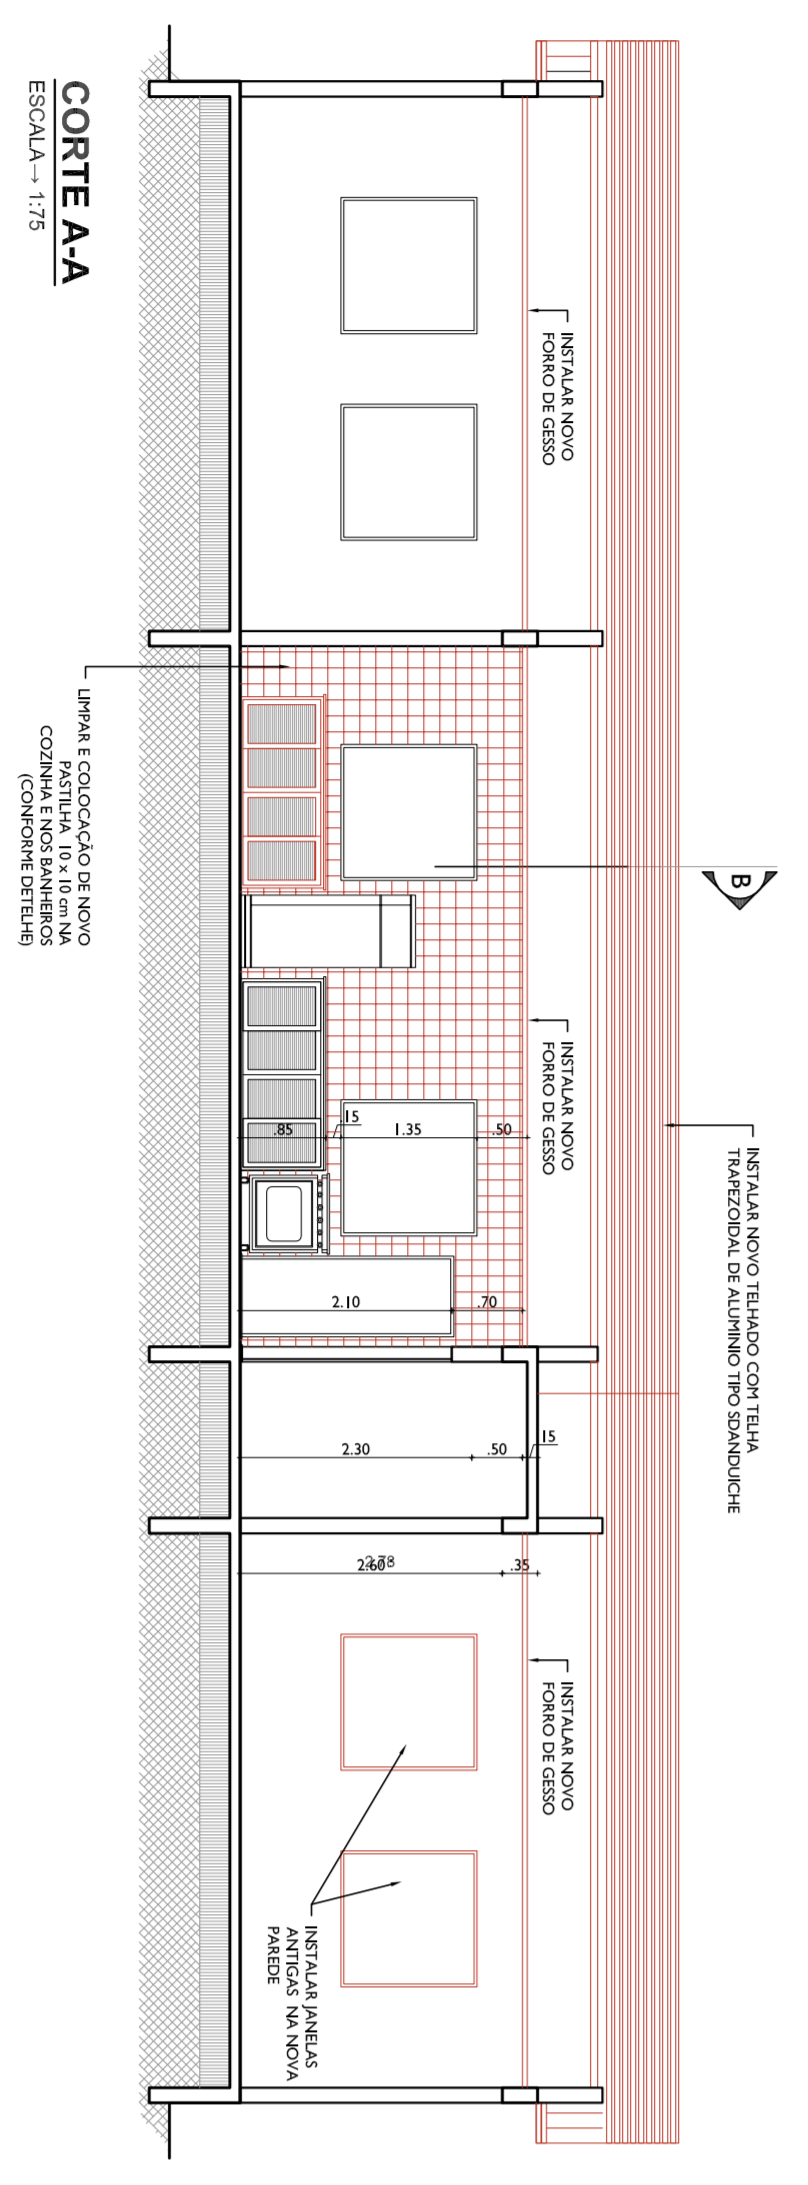 INSTALAR NOVO TELHADO COM TELHA
TRAPEZOIDAL DE ALUMINIO TIPO SDANDUICHE
B
INSTALAR NOVO
FORRO DE GESSO
INSTALAR NOVO
FORRO DE GESSO
INSTALAR NOVO
FORRO DE GESSO
.50
1.35
.15
.85
.70
2.10
15
.50
2.30
.35
2.60
INSTALAR JANELAS
ANTIGAS NA NOVA
PAREDE
LIMPAR E COLOCAÇÃO DE NOVO
PASTILHA 10 x 10 cm NA
COZINHA E NOS BANHEIROS
(CONFORME DETELHE)
CORTE A-A
ESCALA→ 1:75